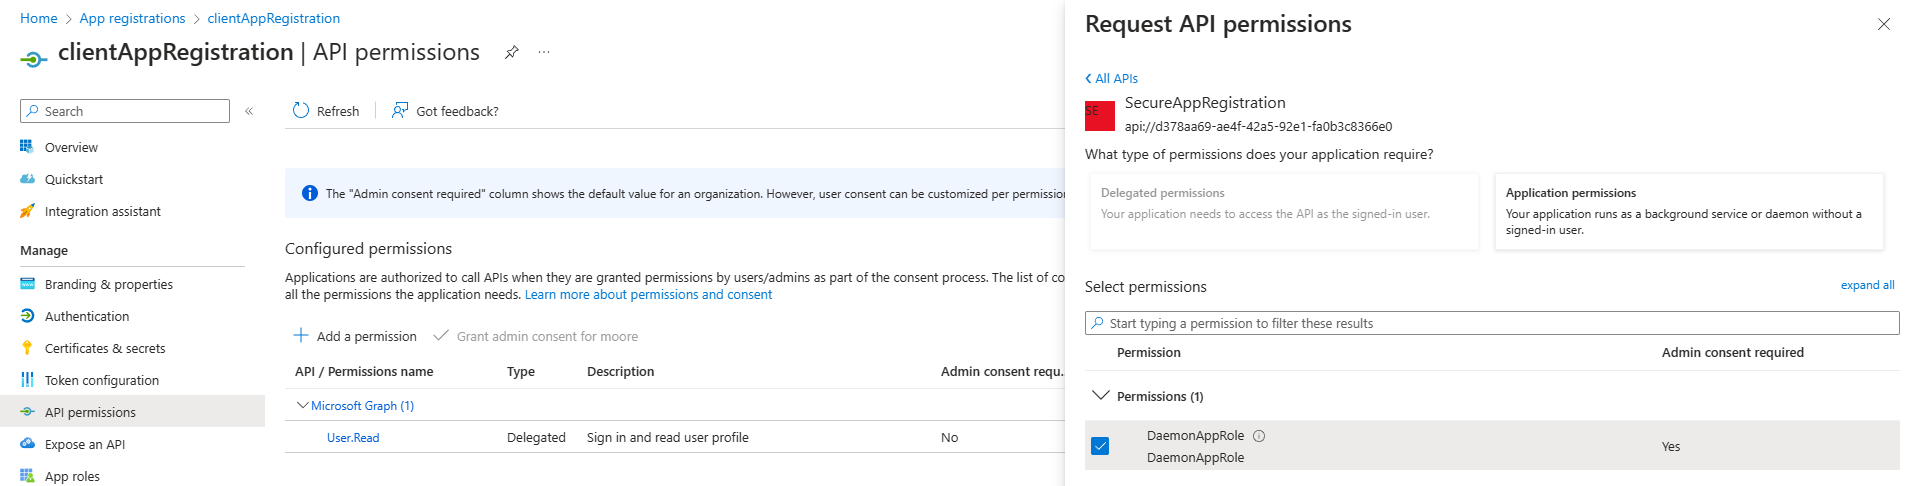 Home > App registrations > clientAppRegistration
clientAppRegistration | API permissions
Search
Overview
Quickstart
Integration assistant
Manage
Branding & properties
Authentication
Certificates & secrets
Token configuration
API permissions
Expose an API
App roles
Refresh
Got feedback?
The "Admin consent required" column shows the default value for an organization. However, user consent can be customized per permission
Configured permissions
Applications are authorized to call APIs when they are granted permissions by users/admins as part of the consent process. The list of co
all the permissions the application needs. Learn more about permissions and consent
Add a permission
Grant admin consent for moore
API / Permissions name Type Description Admin consent requ...
Microsoft Graph (1)
User.Read Delegated Sign in and read user profile No
Request API permissions
All APIs
SE
SecureAppRegistration
api://d378aa69-ae4f-42a5-92e1-fa0b3c8366e0
What type of permissions does your application require?
Delegated permissions
Your application needs to access the API as the signed-in user.
Application permissions
Your application runs as a background service or daemon without a
signed-in user.
Select permissions
expand all
Start typing a permission to filter these results
Permission Admin consent required
Permissions (1)
DaemonAppRole
DaemonAppRole
Yes